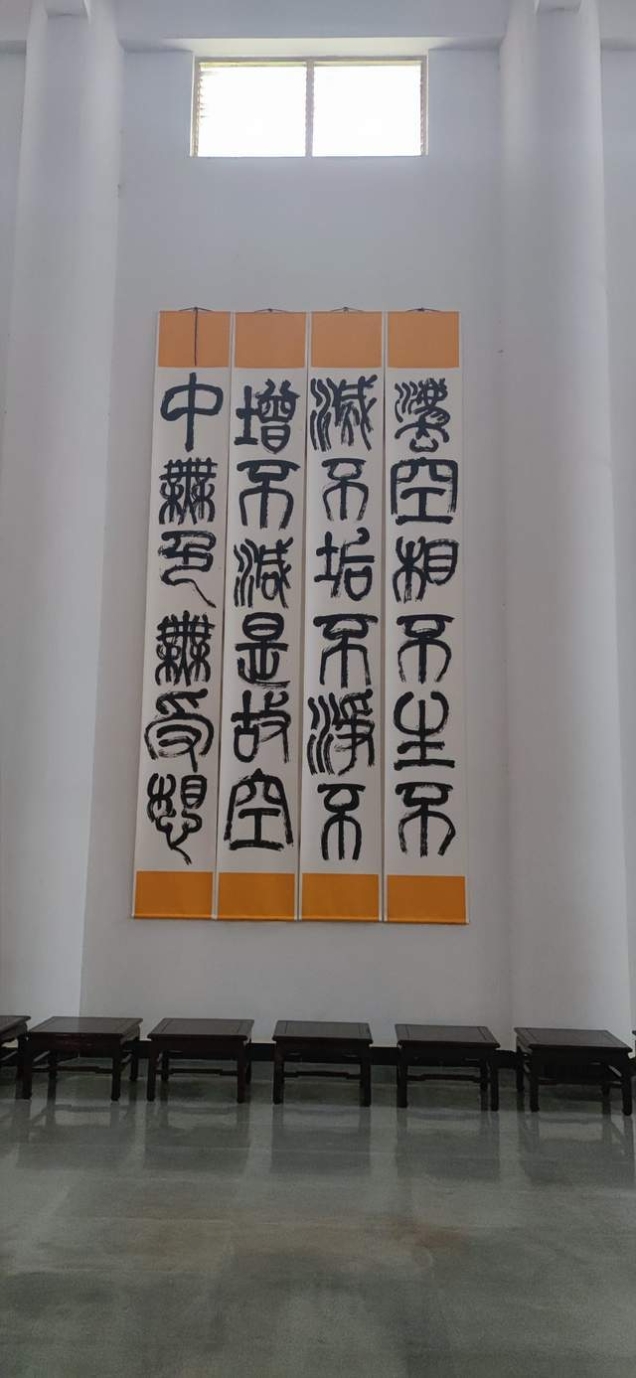 灋空相不生不
滅不垢不淨不
增不減是故空
中無色無受想